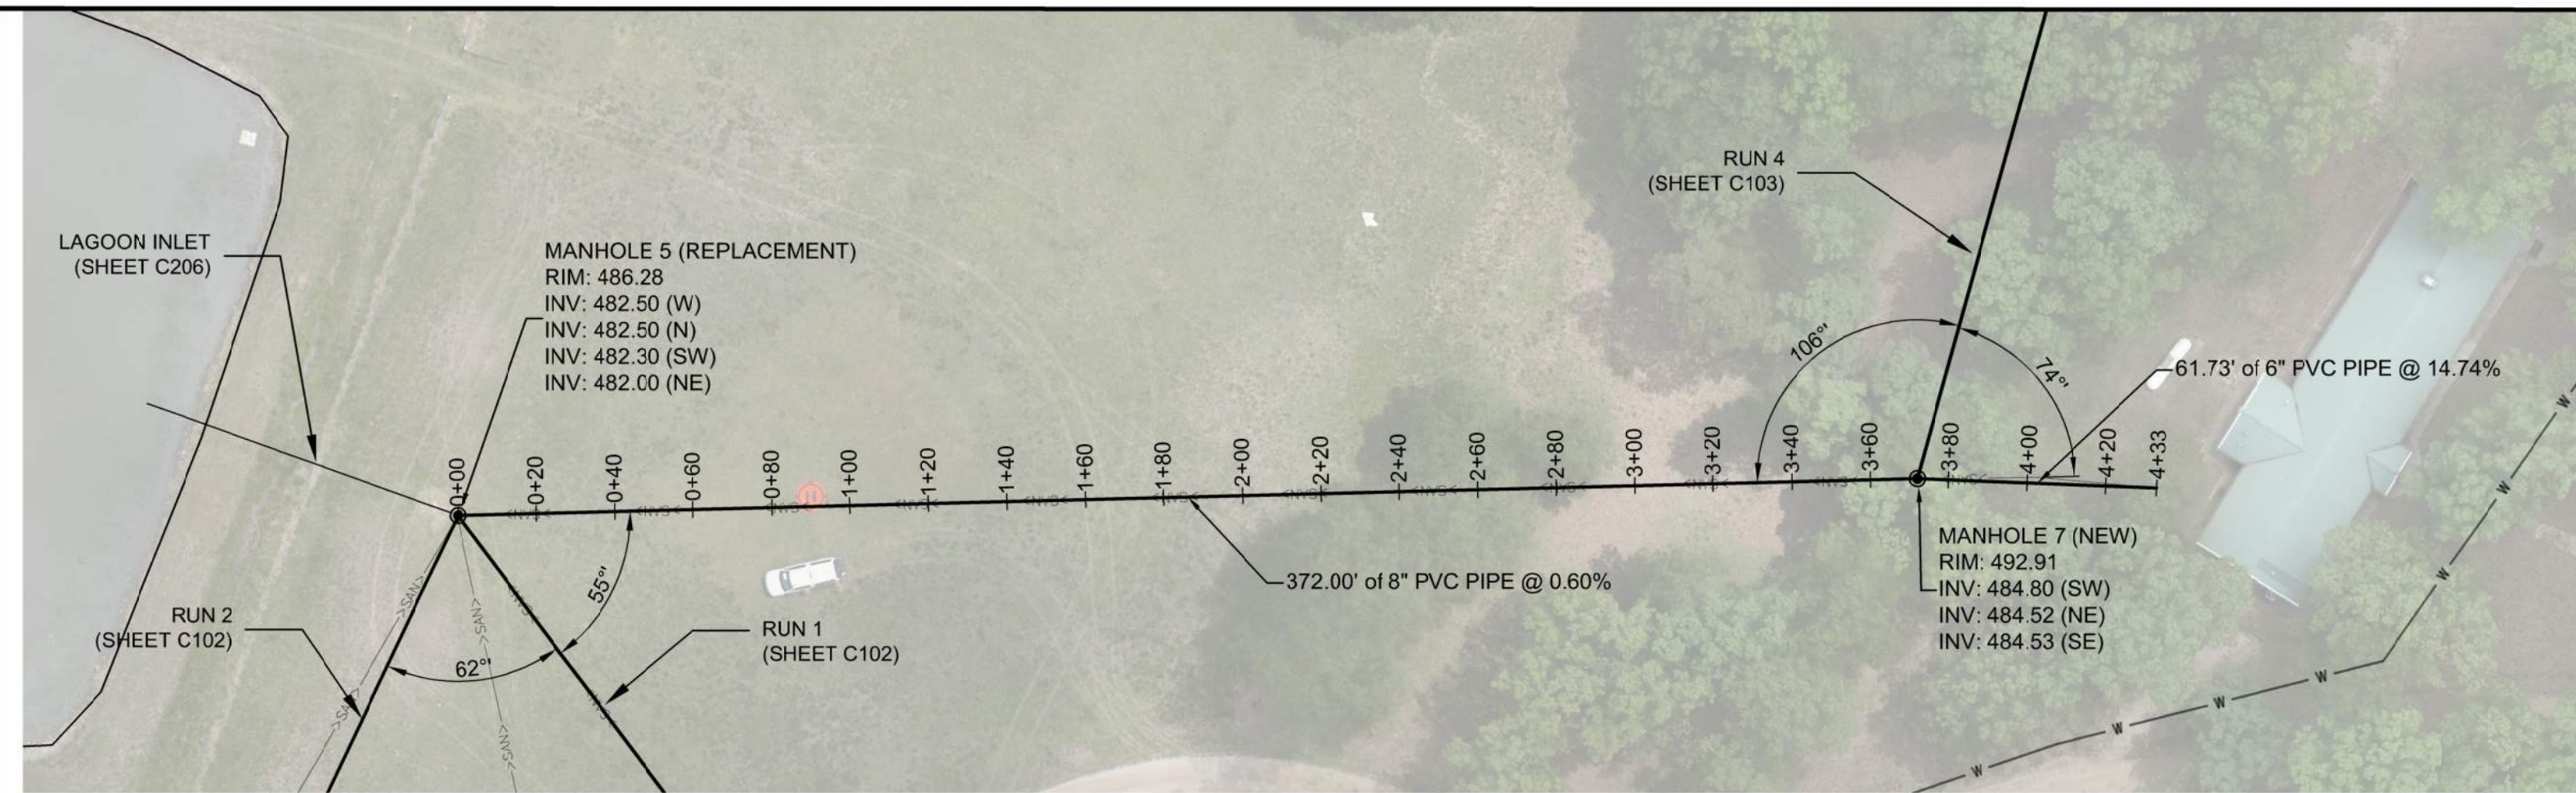 LAGOON INLET
(SHEET C206)
MANHOLE 5 (REPLACEMENT)
RIM: 486.28
INV: 482.50 (W)
INV: 482.50 (N)
INV: 482.30 (SW)
INV: 482.00 (NE)
RUN 4
(SHEET C103)
106°'
74°'
61.73' of 6" PVC PIPE @ 14.74%
0+00
0+20
0+40
0+60
0+80
1+00
1+20
1+40
1+60
1+80
2+00
2+20
2+40
2+60
2+80
3+00
3+20
3+40
3+60
3+80
4+00
4+20
4+33
H
55°'
372.00' of 8" PVC PIPE @ 0.60%
MANHOLE 7 (NEW)
RIM: 492.91
INV: 484.80 (SW)
INV: 484.52 (NE)
INV: 484.53 (SE)
RUN 2
(SHEET C102)
62°'
RUN 1
(SHEET C102)
>SAN>
>SAN>
>SAN>
>SAN>
W
W
W
W
W
W
W